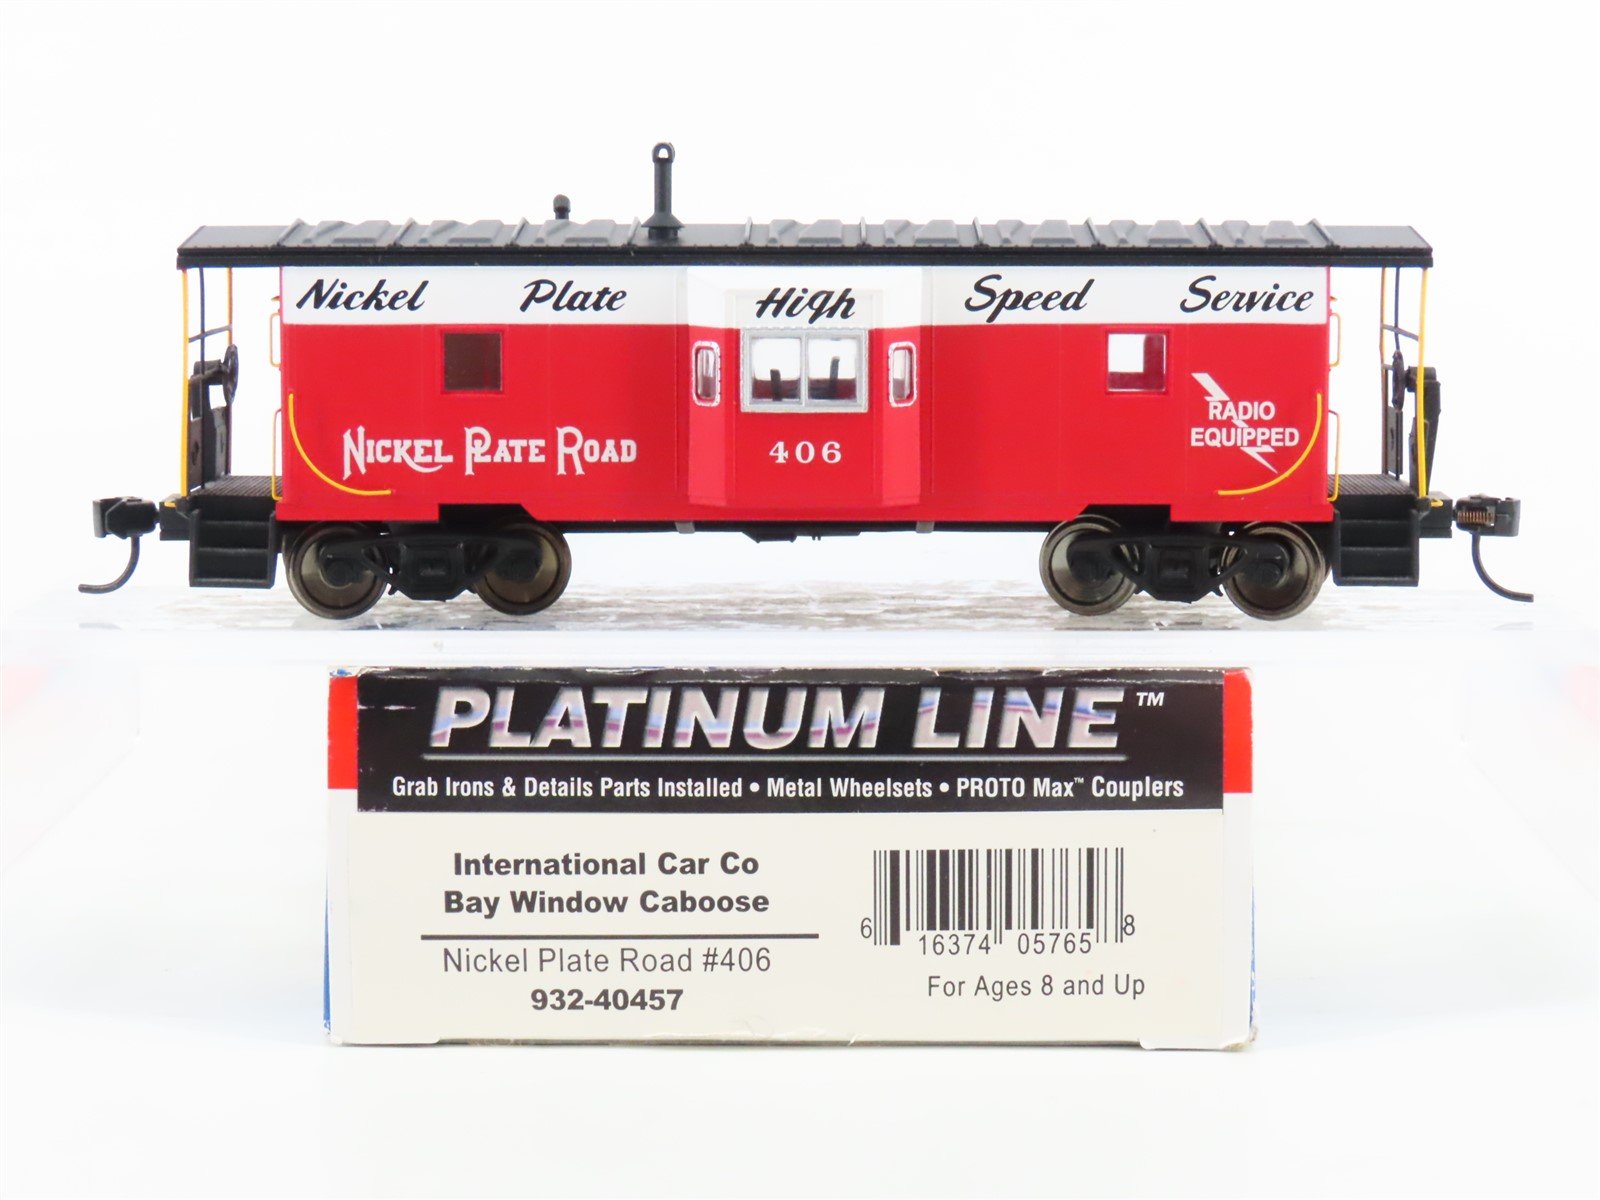 Nickel Plate High Speed Service
RADIO
EQUIPPED
NICKEL PLATE ROAD
406
PLATINUM LINE™
Grab Irons & Details Parts Installed • Metal Wheelsets • PROTO Max™ Couplers
International Car Co
Bay Window Caboose
Nickel Plate Road #406
932-40457
6 16374 05765 8
For Ages 8 and Up